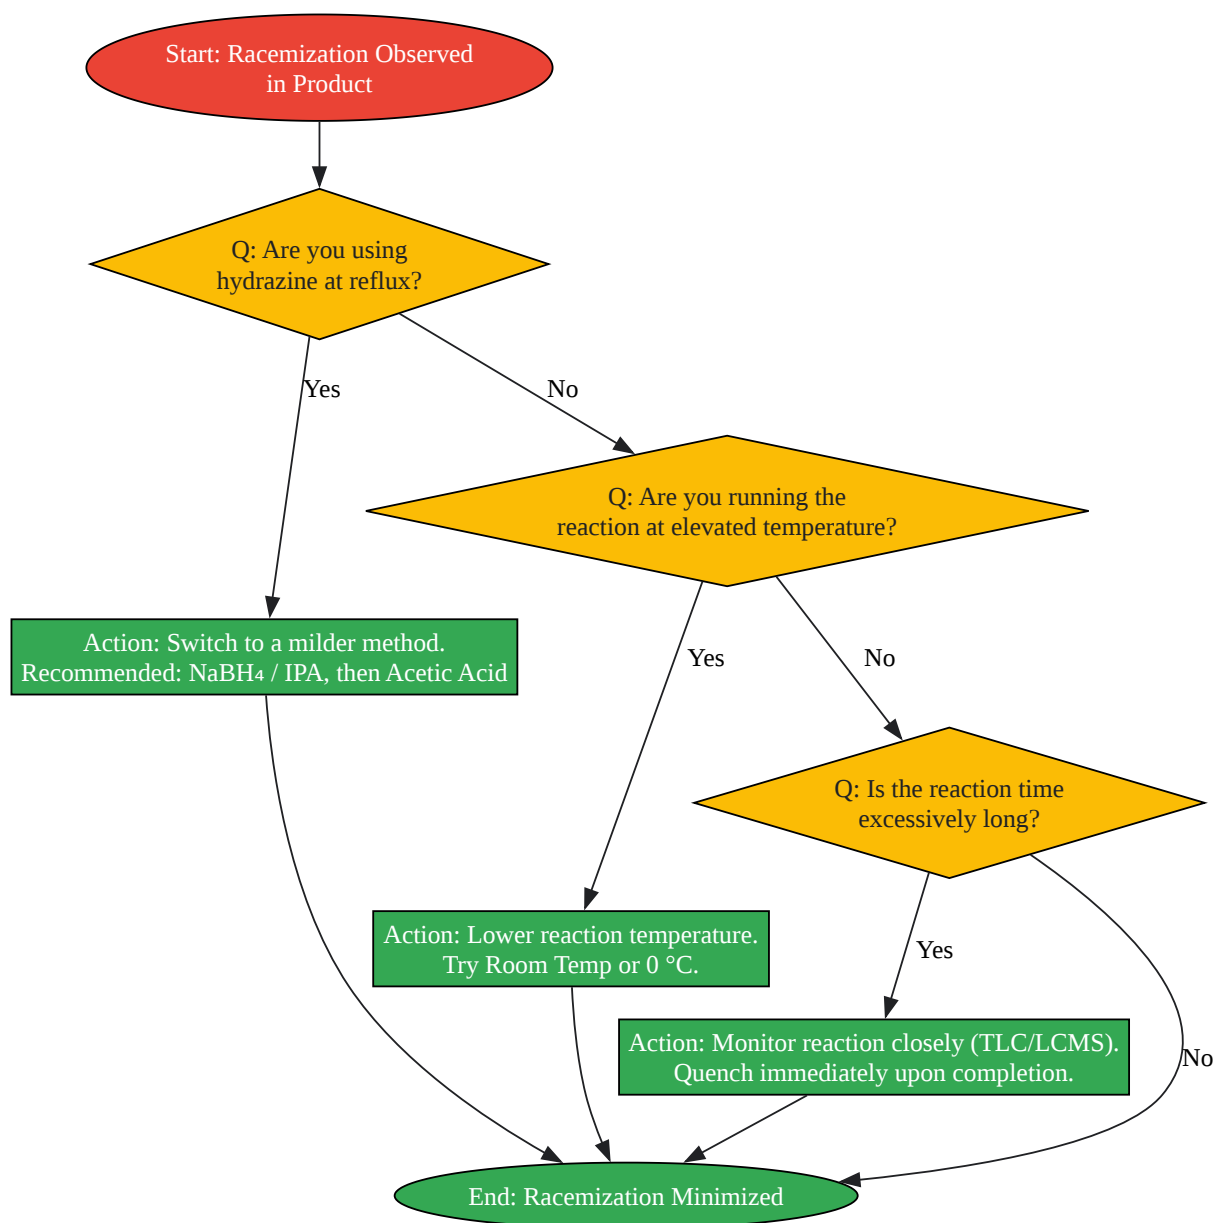 Start: Racemization Observed
in Product
Q: Are you using
hydrazine at reflux?
Yes
No
Q: Are you running the
reaction at elevated temperature?
Action: Switch to a milder method.
Recommended: NaBH₄ / IPA, then Acetic Acid
Yes
No
Q: Is the reaction time
excessively long?
Action: Lower reaction temperature.
Try Room Temp or 0 °C.
Yes
Action: Monitor reaction closely (TLC/LCMS).
Quench immediately upon completion.
No
End: Racemization Minimized